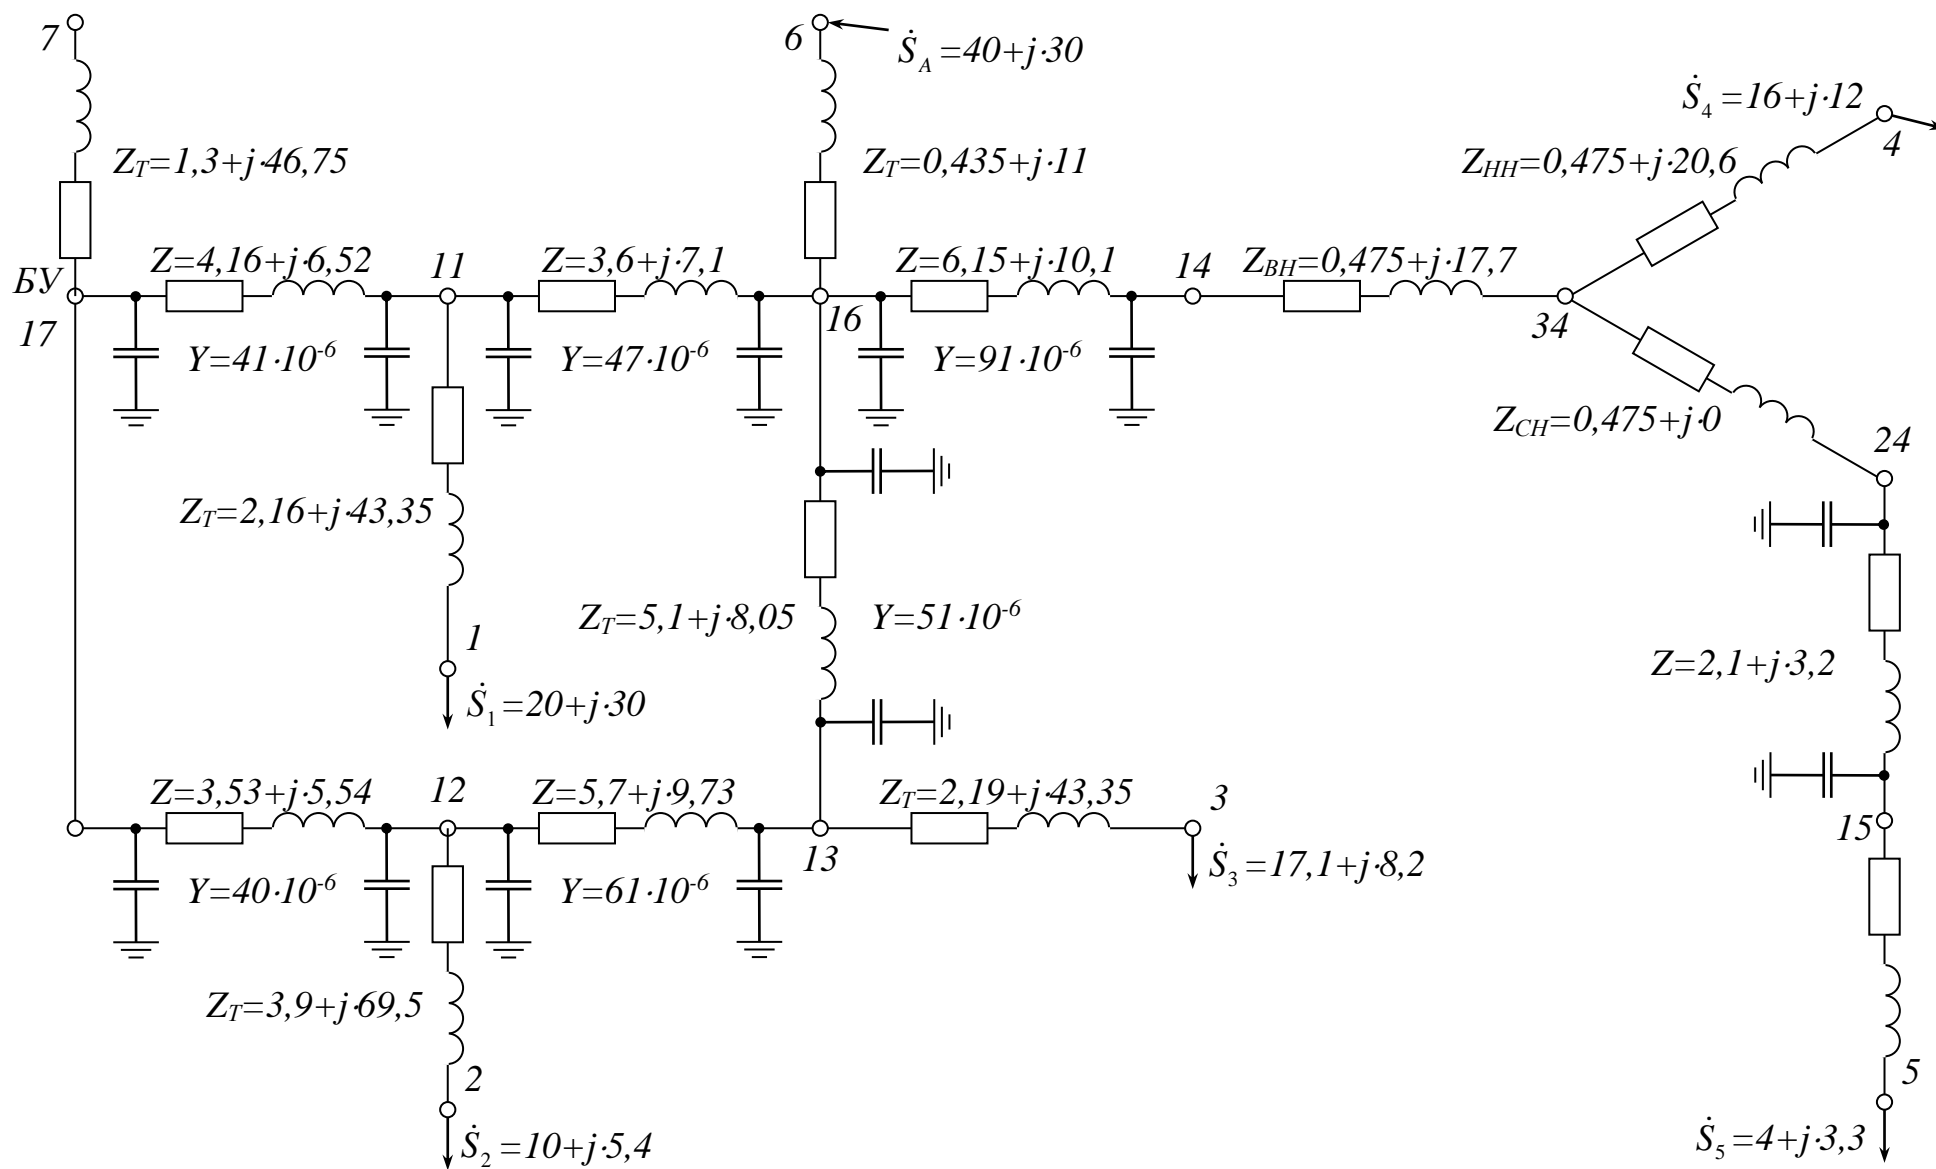 7
6
Ṡ_A=40+j·30
Ṡ₄=16+j·12
4
Z_T=1,3+j·46,75
Z_T=0,435+j·11
Z_HH=0,475+j·20,6
БУ
Z=4,16+j·6,52
11
Z=3,6+j·7,1
Z=6,15+j·10,1
14
Z_BH=0,475+j·17,7
17
16
34
Y=41·10⁻⁶
Y=47·10⁻⁶
Y=91·10⁻⁶
Z_CH=0,475+j·0
24
Z_T=2,16+j·43,35
Z_T=5,1+j·8,05
Y=51·10⁻⁶
1
Z=2,1+j·3,2
Ṡ₁=20+j·30
Z=3,53+j·5,54
12
Z=5,7+j·9,73
Z_T=2,19+j·43,35
3
15
13
Ṡ₃=17,1+j·8,2
Y=40·10⁻⁶
Y=61·10⁻⁶
Z_T=3,9+j·69,5
2
5
Ṡ₂=10+j·5,4
Ṡ₅=4+j·3,3